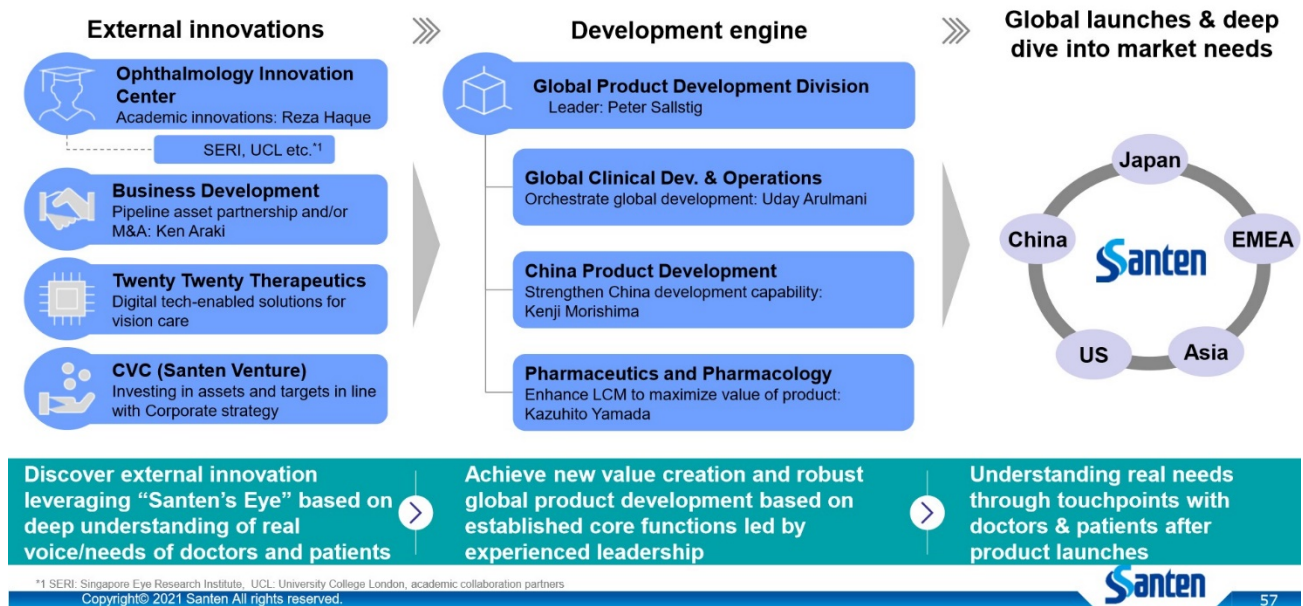 External innovations
Ophthalmology Innovation
Center
Academic innovations: Reza Haque
SERI, UCL etc.*1
Business Development
Pipeline asset partnership and/or
M&A: Ken Araki
Twenty Twenty Therapeutics
Digital tech-enabled solutions for
vision care
CVC (Santen Venture)
Investing in assets and targets in line
with Corporate strategy
Development engine
Global Product Development Division
Leader: Peter Sallstig
Global Clinical Dev. & Operations
Orchestrate global development: Uday Arulmani
China Product Development
Strengthen China development capability:
Kenji Morishima
Pharmaceutics and Pharmacology
Enhance LCM to maximize value of product:
Kazuhito Yamada
Global launches & deep
dive into market needs
Japan
China
Santen
EMEA
US
Asia
Discover external innovation
leveraging “Santen’s Eye” based on
deep understanding of real
voice/needs of doctors and patients
Achieve new value creation and robust
global product development based on
established core functions led by
experienced leadership
Understanding real needs
through touchpoints with
doctors & patients after
product launches
*1 SERI: Singapore Eye Research Institute, UCL: University College London, academic collaboration partners
Copyright© 2021 Santen All rights reserved.
Santen
57